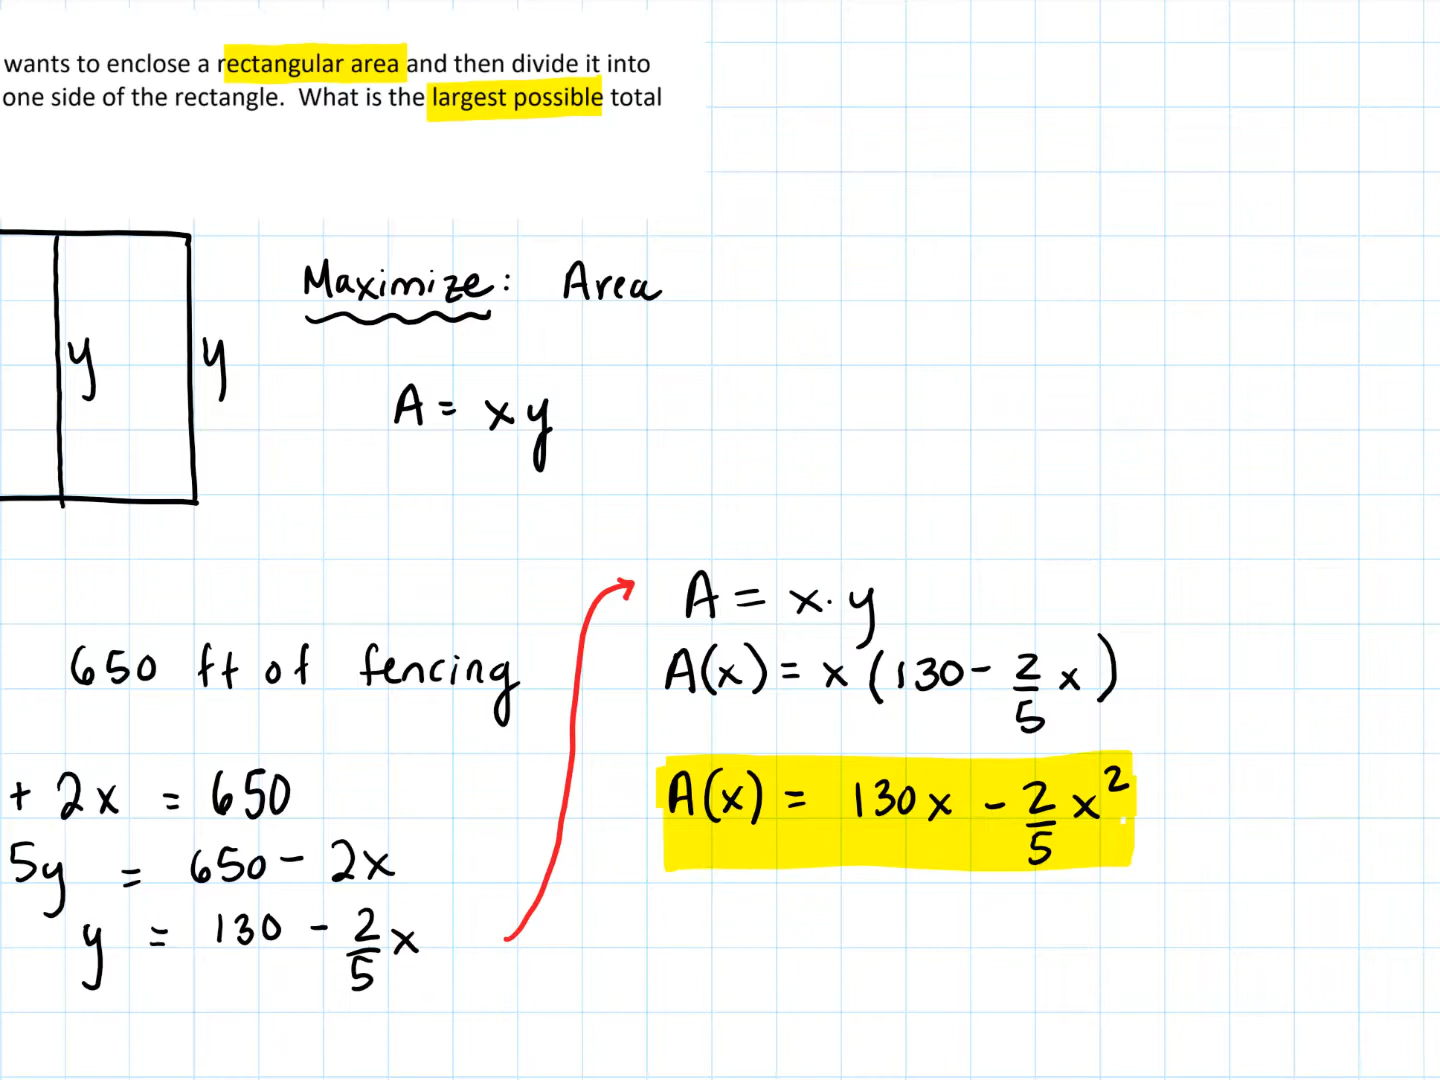 wants to enclose a rectangular area and then divide it into
one side of the rectangle. What is the largest possible total
Maximize: Area
y y
A = xy
A = x·y
650 ft of fencing
A(x) = x(130 - 2/5 x)
+ 2x = 650
A(x) = 130x - 2/5 x²
5y = 650 - 2x
y = 130 - 2/5 x